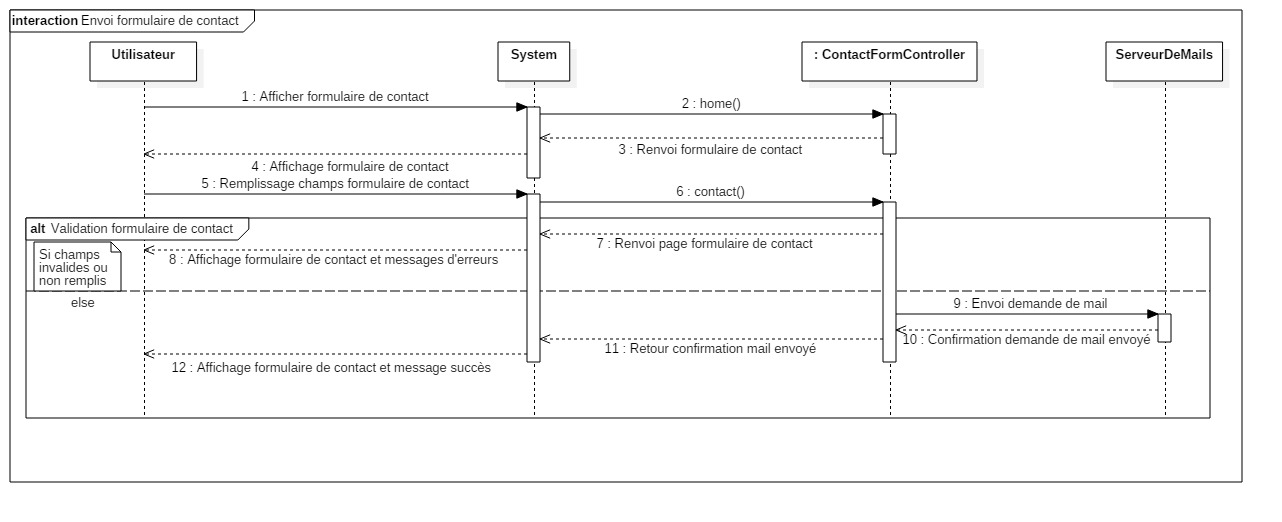 interaction Envoi formulaire de contact
Utilisateur
System
: ContactFormController
ServeurDeMails
1 : Afficher formulaire de contact
2 : home()
3 : Renvoi formulaire de contact
4 : Affichage formulaire de contact
5 : Remplissage champs formulaire de contact
6 : contact()
alt Validation formulaire de contact
7 : Renvoi page formulaire de contact
Si champs
invalides ou
non remplis
8 : Affichage formulaire de contact et messages d'erreurs
else
9 : Envoi demande de mail
10 : Confirmation demande de mail envoyé
11 : Retour confirmation mail envoyé
12 : Affichage formulaire de contact et message succès